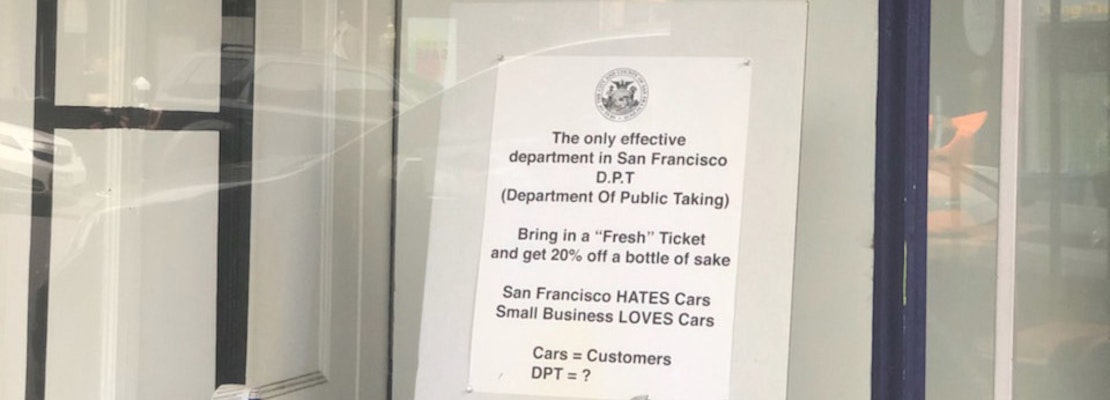 The only effective
department in San Francisco
D.P.T
(Department Of Public Taking)
Bring in a “Fresh” Ticket
and get 20% off a bottle of sake
San Francisco HATES Cars
Small Business LOVES Cars
Cars = Customers
DPT = ?